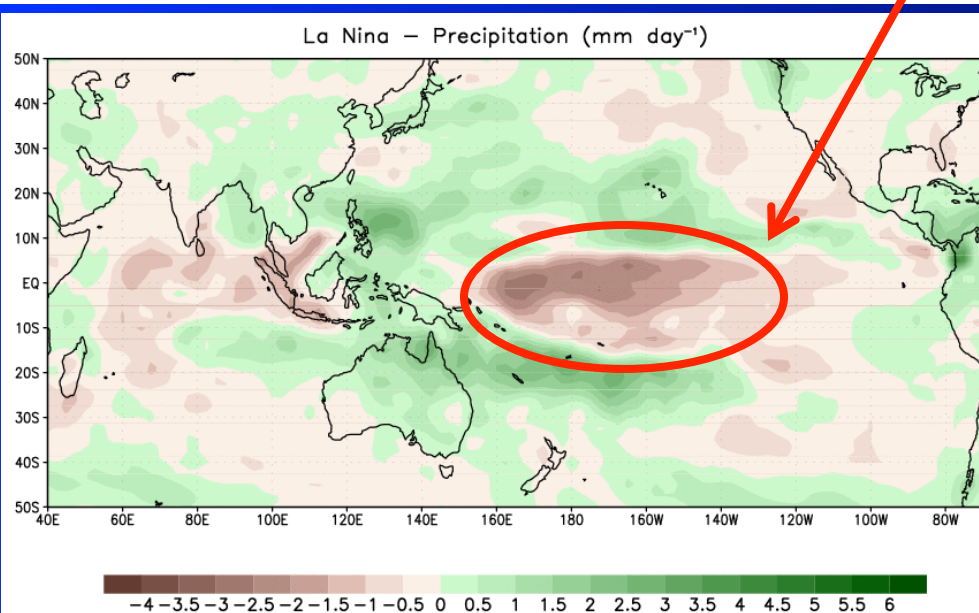 La Nina – Precipitation (mm day⁻¹)
50N
40N
30N
20N
10N
EQ
10S
20S
30S
40S
50S
40E 60E 80E 100E 120E 140E 160E 180 160W 140W 120W 100W 80W
-4 -3.5 -3 -2.5 -2 -1.5 -1 -0.5 0 0.5 1 1.5 2 2.5 3 3.5 4 4.5 5 5.5 6